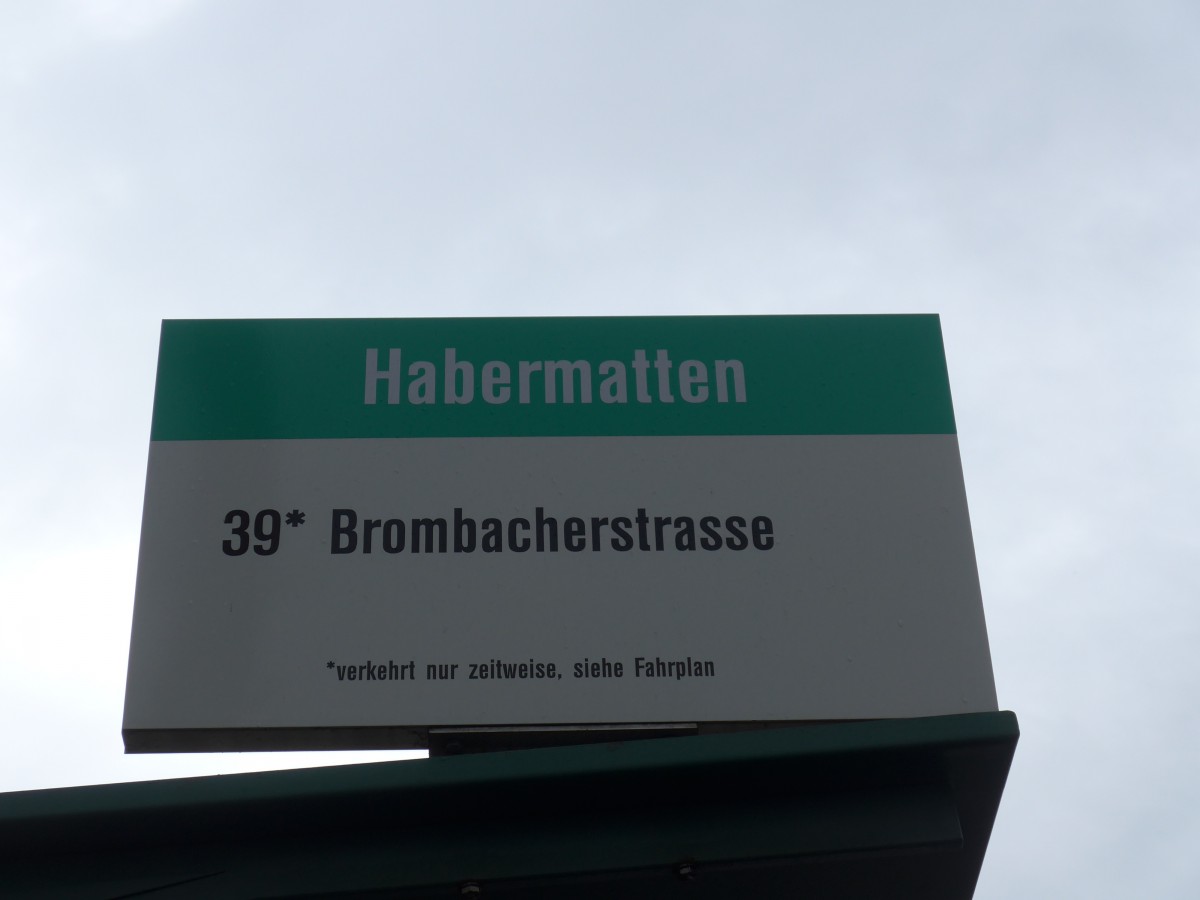 Habermatten
39* Brombacherstrasse
*verkehrt nur zeitweise, siehe Fahrplan